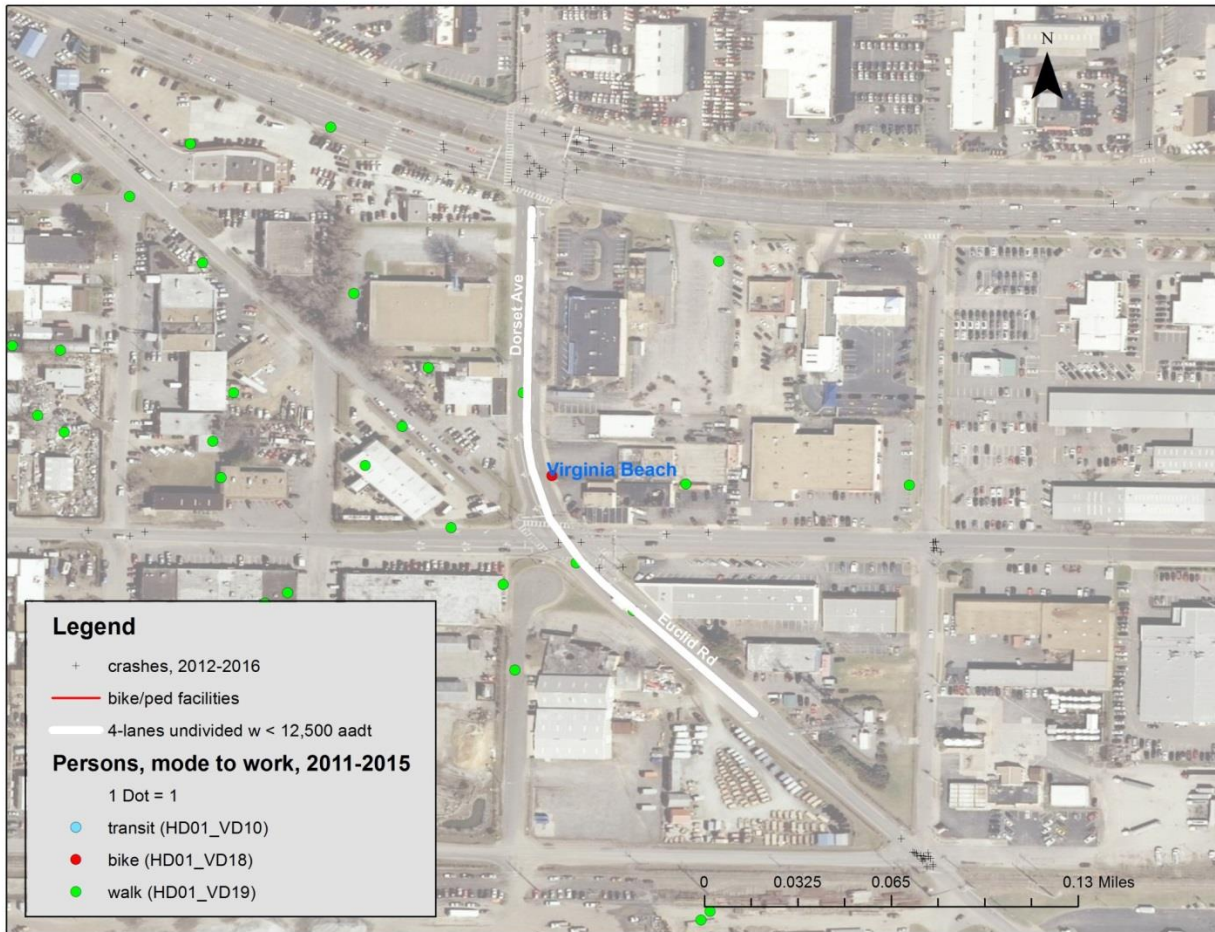 N
Dorset Ave
Virginia Beach
Euclid Rd
Legend
crashes, 2012-2016
bike/ped facilities
4-lanes undivided w < 12,500 aadt
Persons, mode to work, 2011-2015
1 Dot = 1
transit (HD01_VD10)
bike (HD01_VD18)
walk (HD01_VD19)
0 0.0325 0.065 0.13 Miles